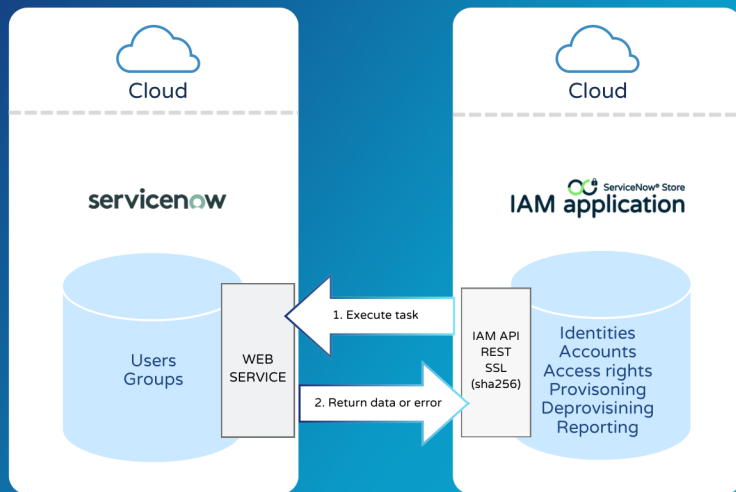 Cloud
servicenow
Users
Groups
WEB
SERVICE
1. Execute task
2. Return data or error
Cloud
ServiceNow® Store
IAM application
IAM API
REST
SSL
(sha256)
Identities
Accounts
Access rights
Provisoning
Deprovisining
Reporting